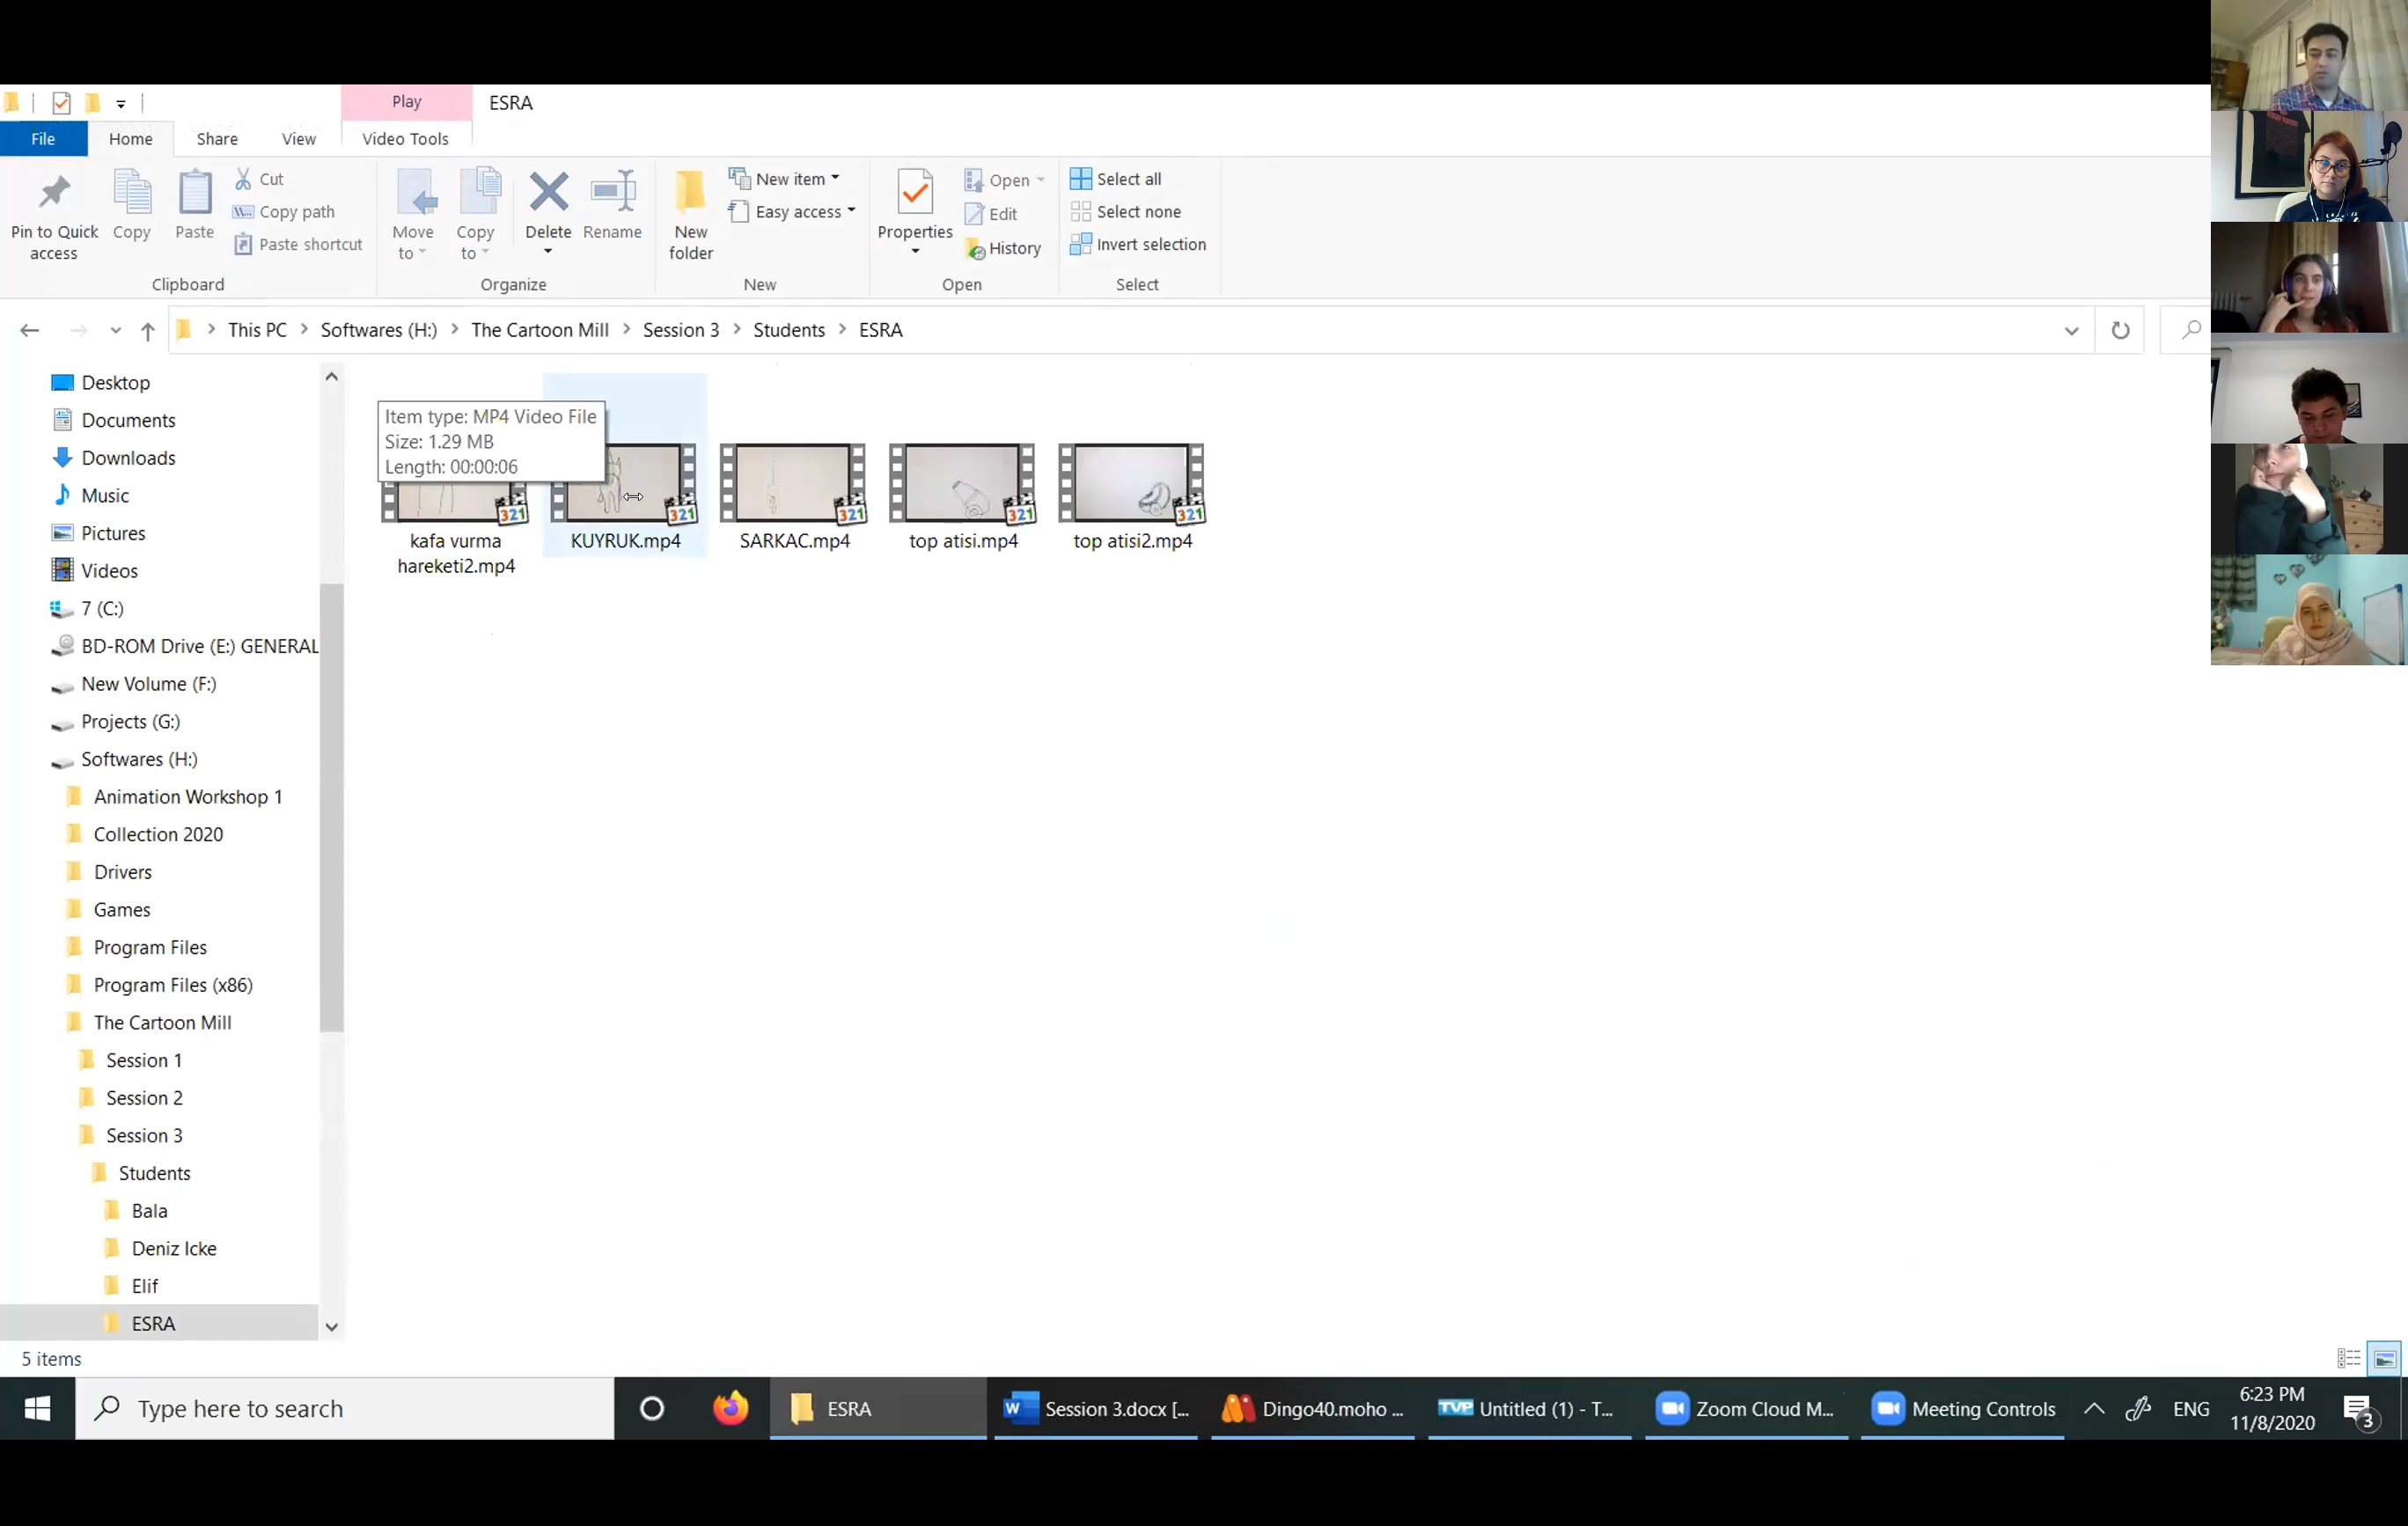 Play
ESRA
File
Home
Share
View
Video Tools
Pin to Quick
access
Copy
Paste
Cut
Copy path
Paste shortcut
Clipboard
Move
to
Copy
to
Delete
Rename
Organize
New
folder
New item
Easy access
New
Properties
Open
Edit
History
Open
Select all
Select none
Invert selection
Select
This PC > Softwares (H:) > The Cartoon Mill > Session 3 > Students > ESRA
Desktop
Documents
Downloads
Music
Pictures
Videos
7 (C:)
BD-ROM Drive (E:) GENERAL
New Volume (F:)
Projects (G:)
Softwares (H:)
Animation Workshop 1
Collection 2020
Drivers
Games
Program Files
Program Files (x86)
The Cartoon Mill
Session 1
Session 2
Session 3
Students
Bala
Deniz Icke
Elif
ESRA
Item type: MP4 Video File
Size: 1.29 MB
Length: 00:00:06
321
321
321
321
321
kafa vurma
hareketi2.mp4
KUYRUK.mp4
SARKAC.mp4
top atisi.mp4
top atisi2.mp4
5 items
Type here to search
ESRA
W
Session 3.docx [...
Dingo40.moho ...
TVP
Untitled (1) - T...
Zoom Cloud M...
Meeting Controls
ENG
6:23 PM
11/8/2020
3